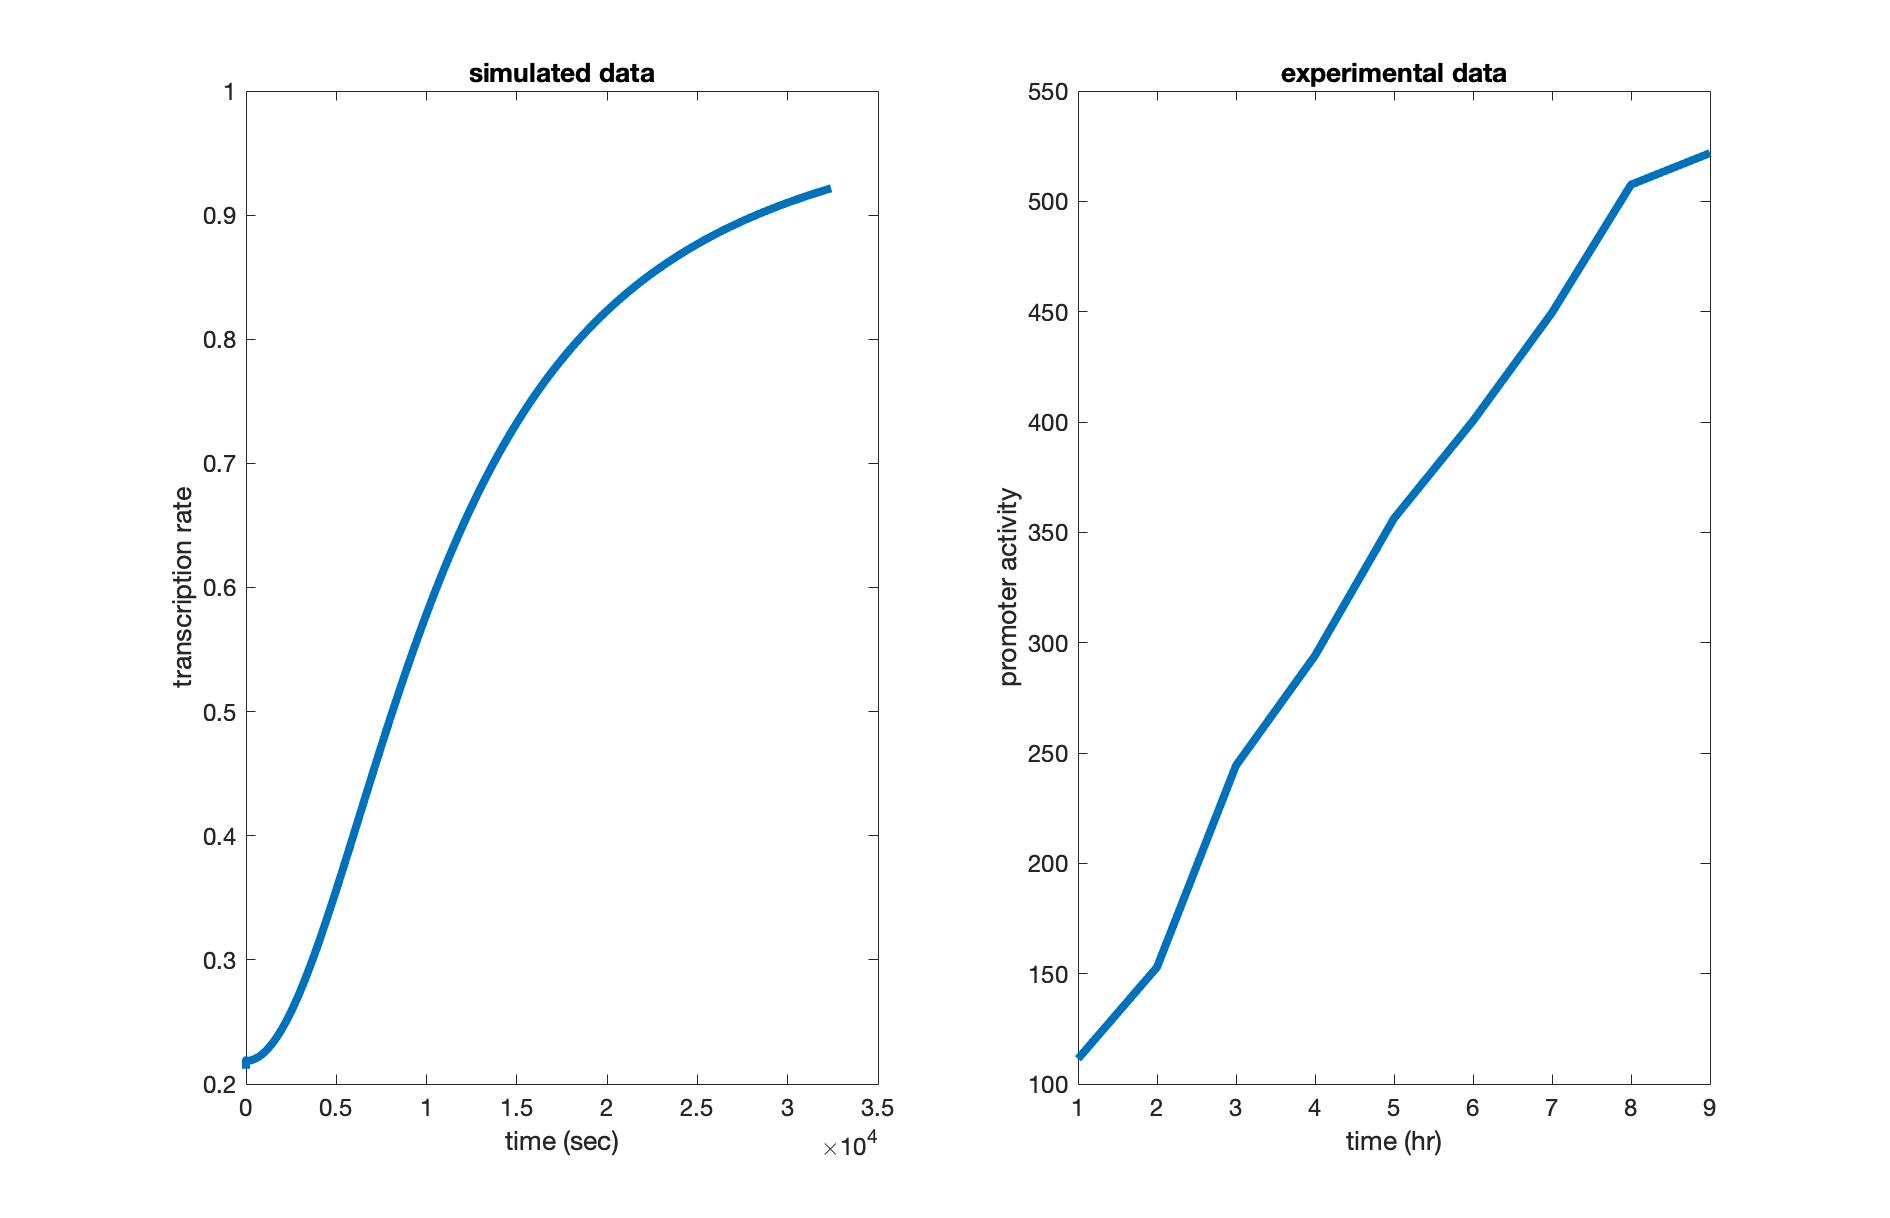 simulated data
1
0.9
0.8
0.7
0.6
0.5
0.4
0.3
0.2
transcription rate
0 0.5 1 1.5 2 2.5 3 3.5
time (sec)
×10⁴
experimental data
550
500
450
400
350
300
250
200
150
100
promoter activity
1 2 3 4 5 6 7 8 9
time (hr)